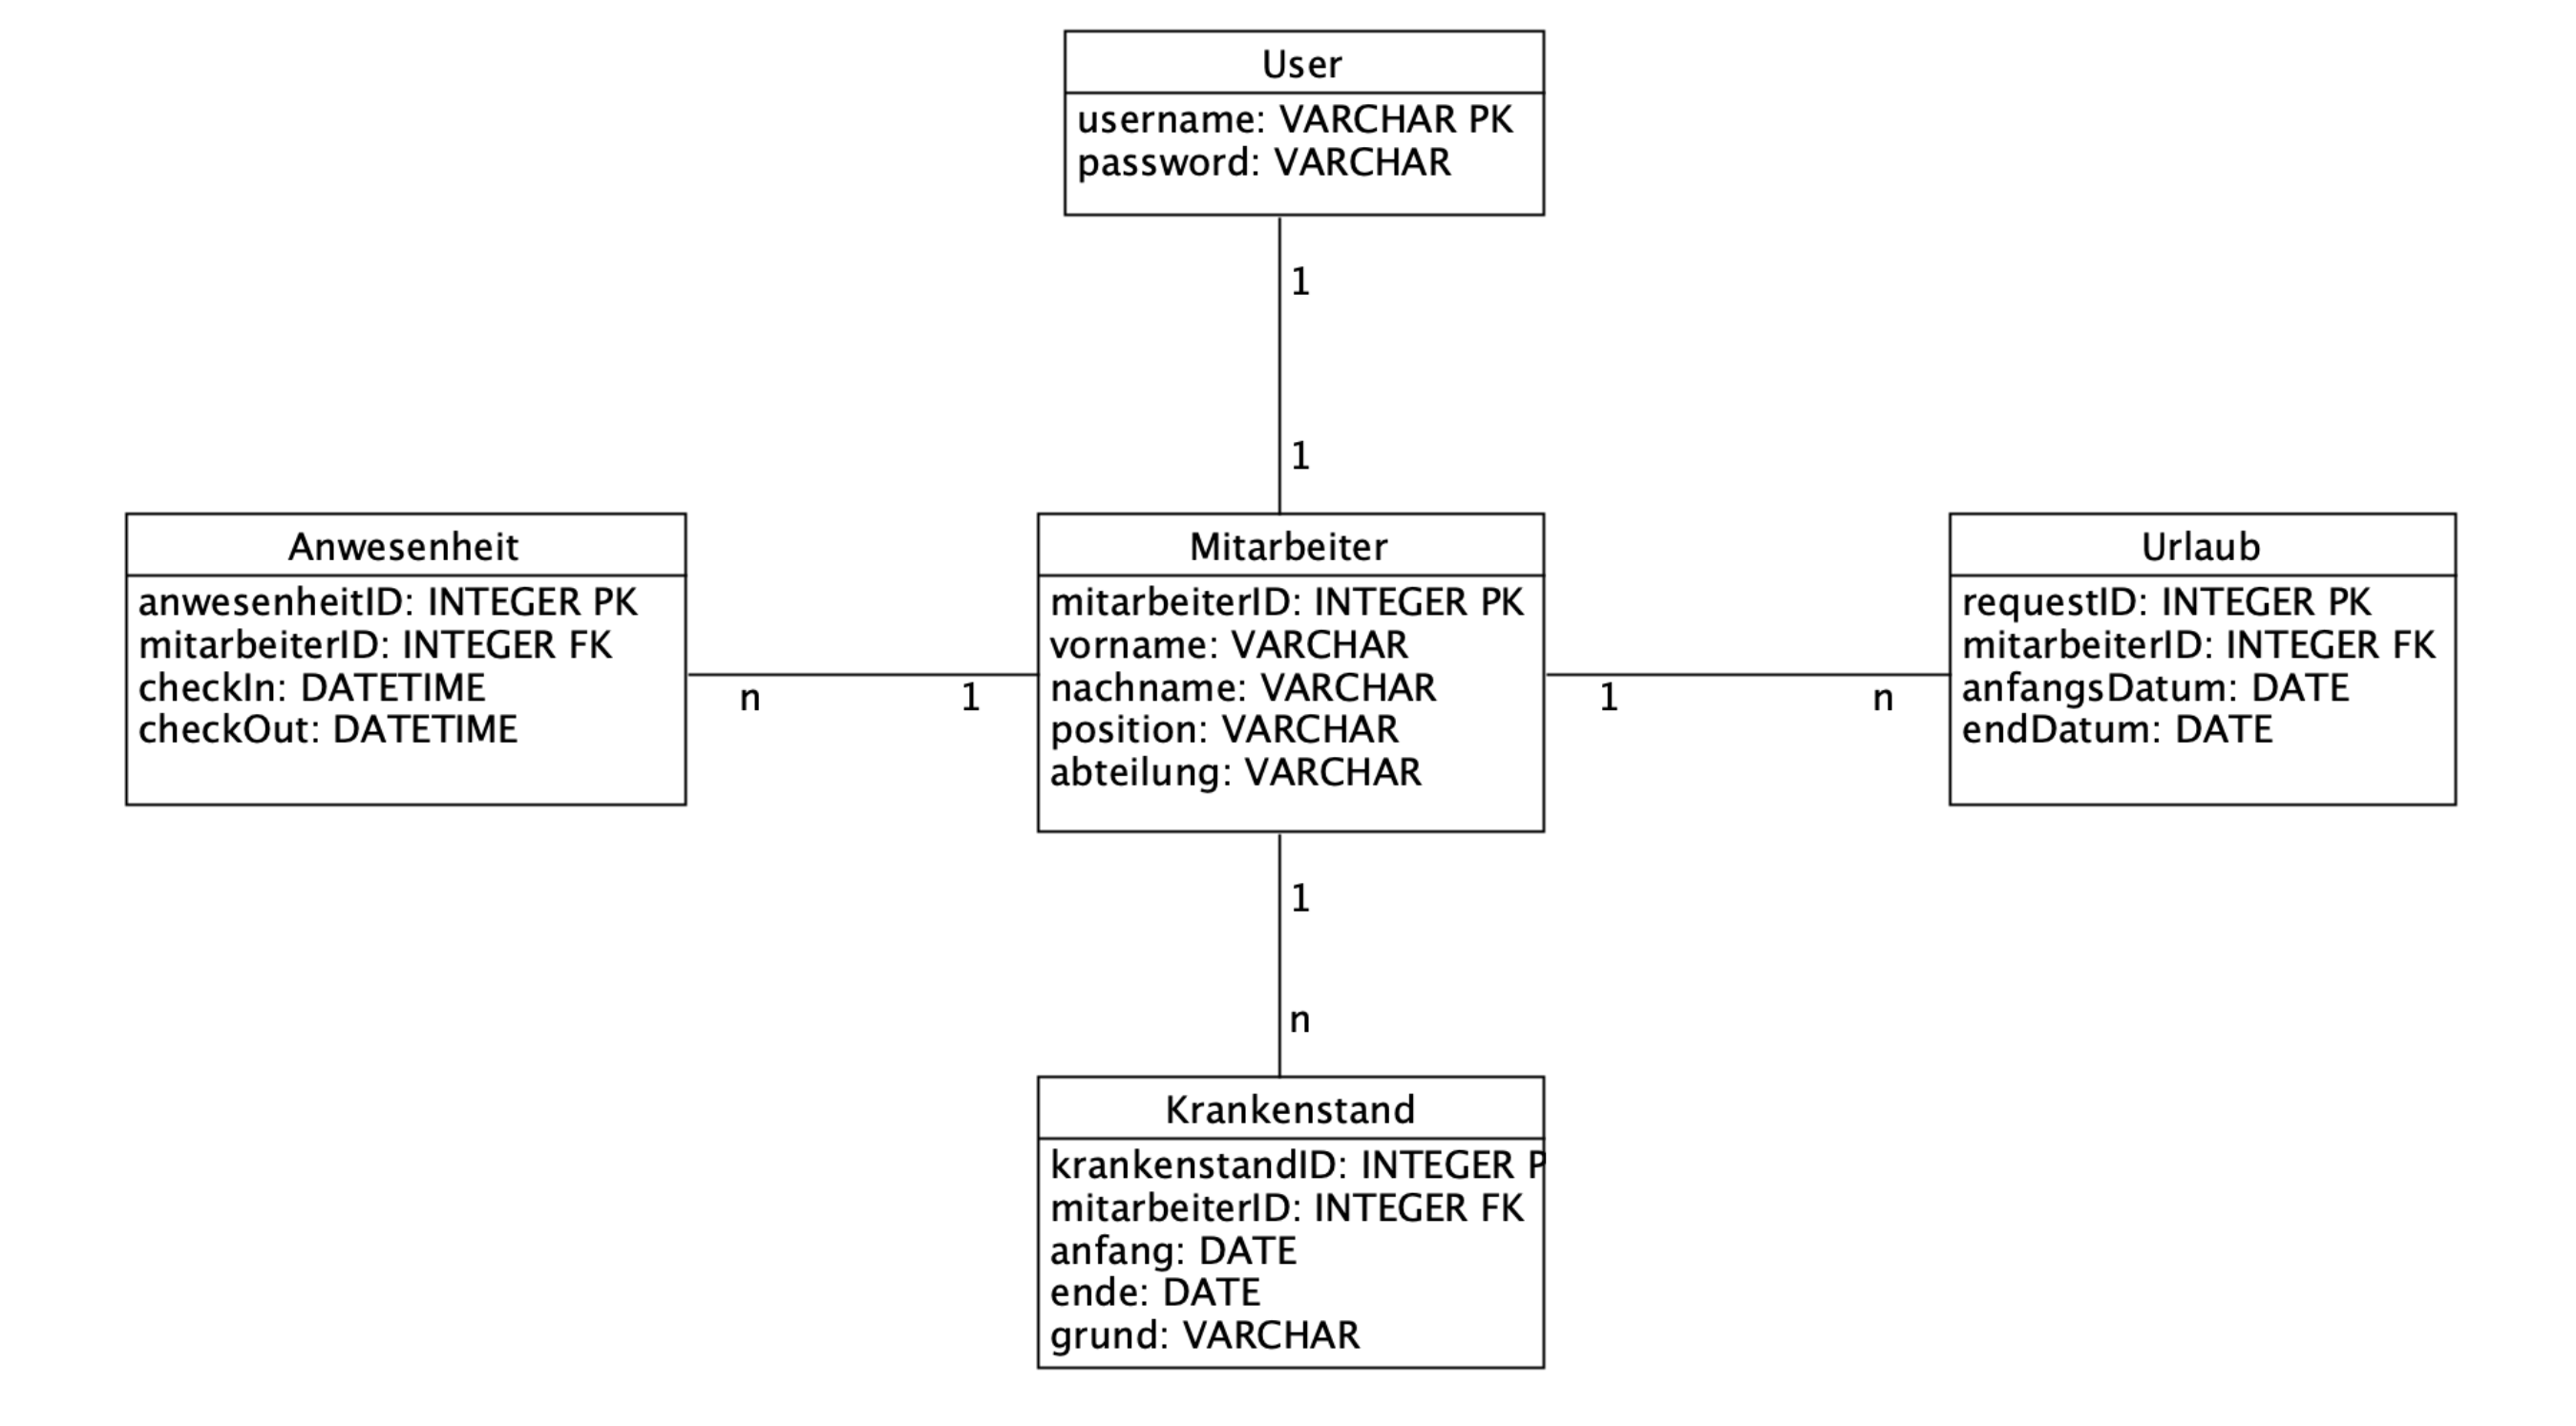 User
username: VARCHAR PK
password: VARCHAR
1
1
Anwesenheit
anwesenheitID: INTEGER PK
mitarbeiterID: INTEGER FK
checkIn: DATETIME
checkOut: DATETIME
n
1
Mitarbeiter
mitarbeiterID: INTEGER PK
vorname: VARCHAR
nachname: VARCHAR
position: VARCHAR
abteilung: VARCHAR
1
n
Urlaub
requestID: INTEGER PK
mitarbeiterID: INTEGER FK
anfangsDatum: DATE
endDatum: DATE
1
n
Krankenstand
krankenstandID: INTEGER P
mitarbeiterID: INTEGER FK
anfang: DATE
ende: DATE
grund: VARCHAR